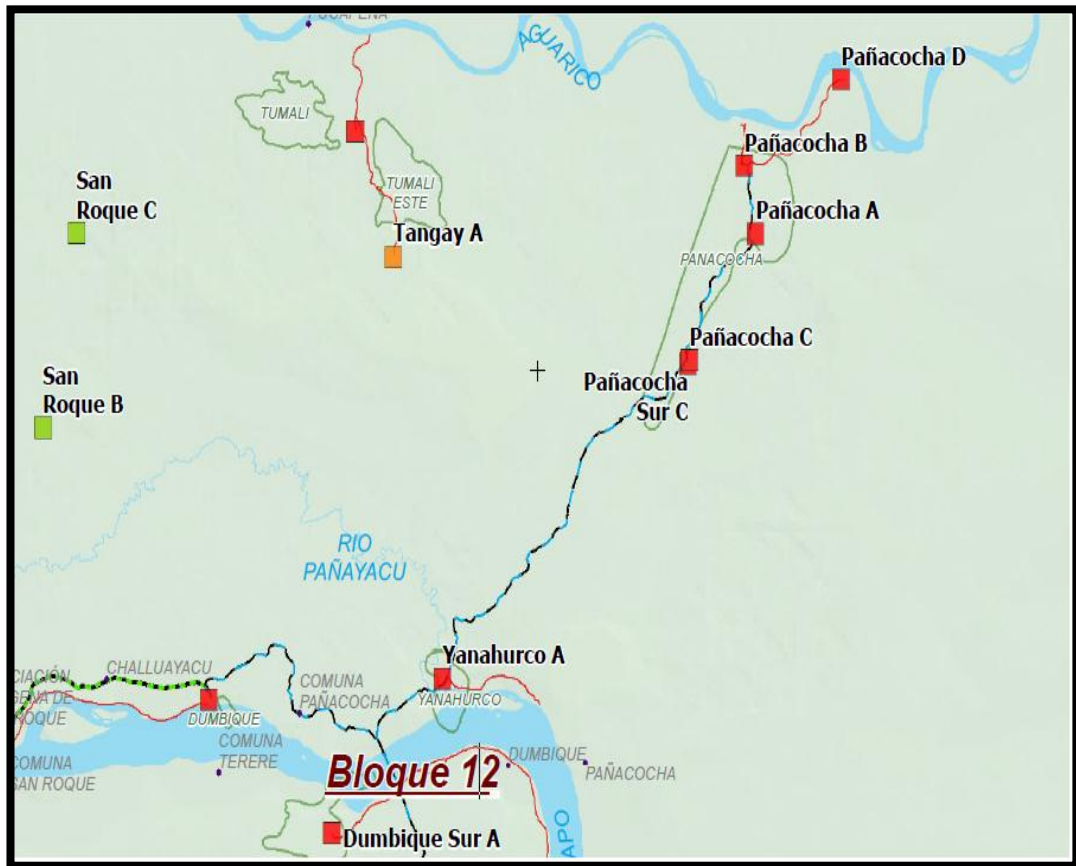 AGUARICO
Pañacocha D
TUMALI
Pañacocha B
San
Roque C
TUMALI
ESTE
Pañacocha A
Tangay A
PANACOCHA
Pañacocha C
San
Roque B
Pañacocha
Sur C
RIO
PAÑAYACU
Yanahurco A
CHALLUAYACU
COMUNA
PAÑACOCHA
YANAHURCO
DUMBIQUE
COMUNA
TERERE
COMUNA
SAN ROQUE
Bloque 12
DUMBIQUE
PAÑACOCHA
Dumbique Sur A
APO